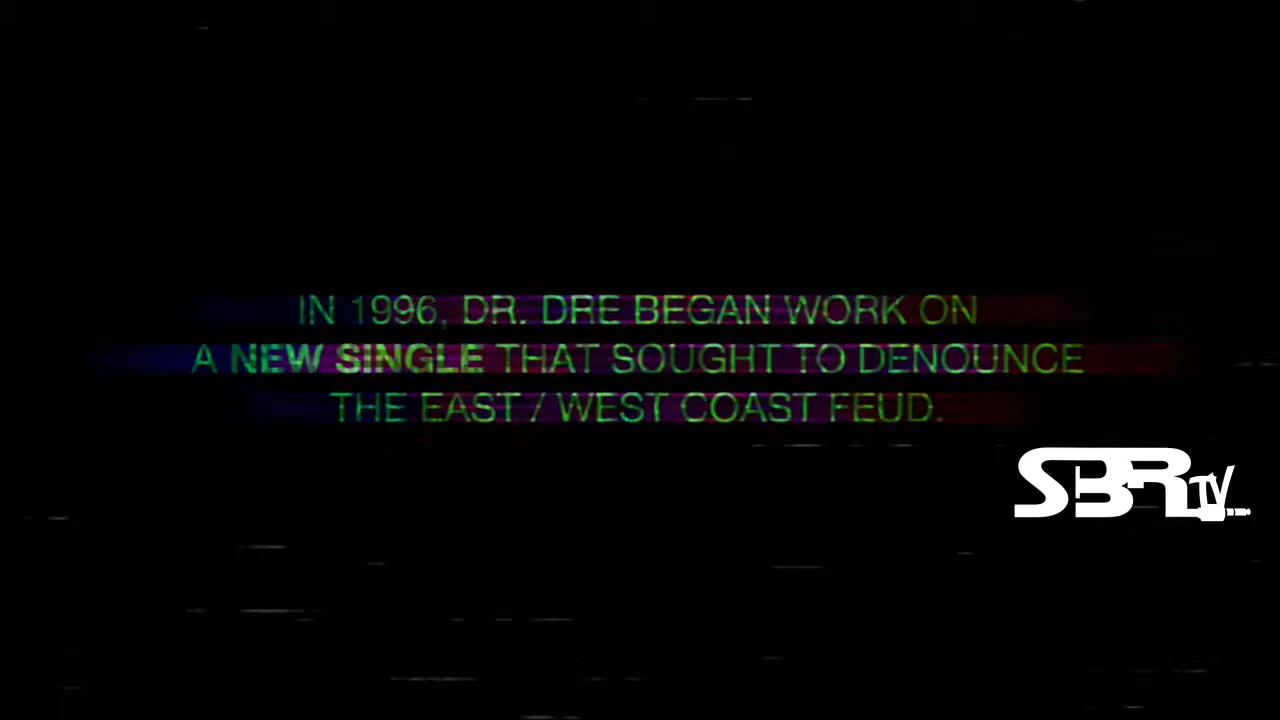 IN 1996, DR. DRE BEGAN WORK ON
A NEW SINGLE THAT SOUGHT TO DENOUNCE
THE EAST / WEST COAST FEUD.
SBR TV